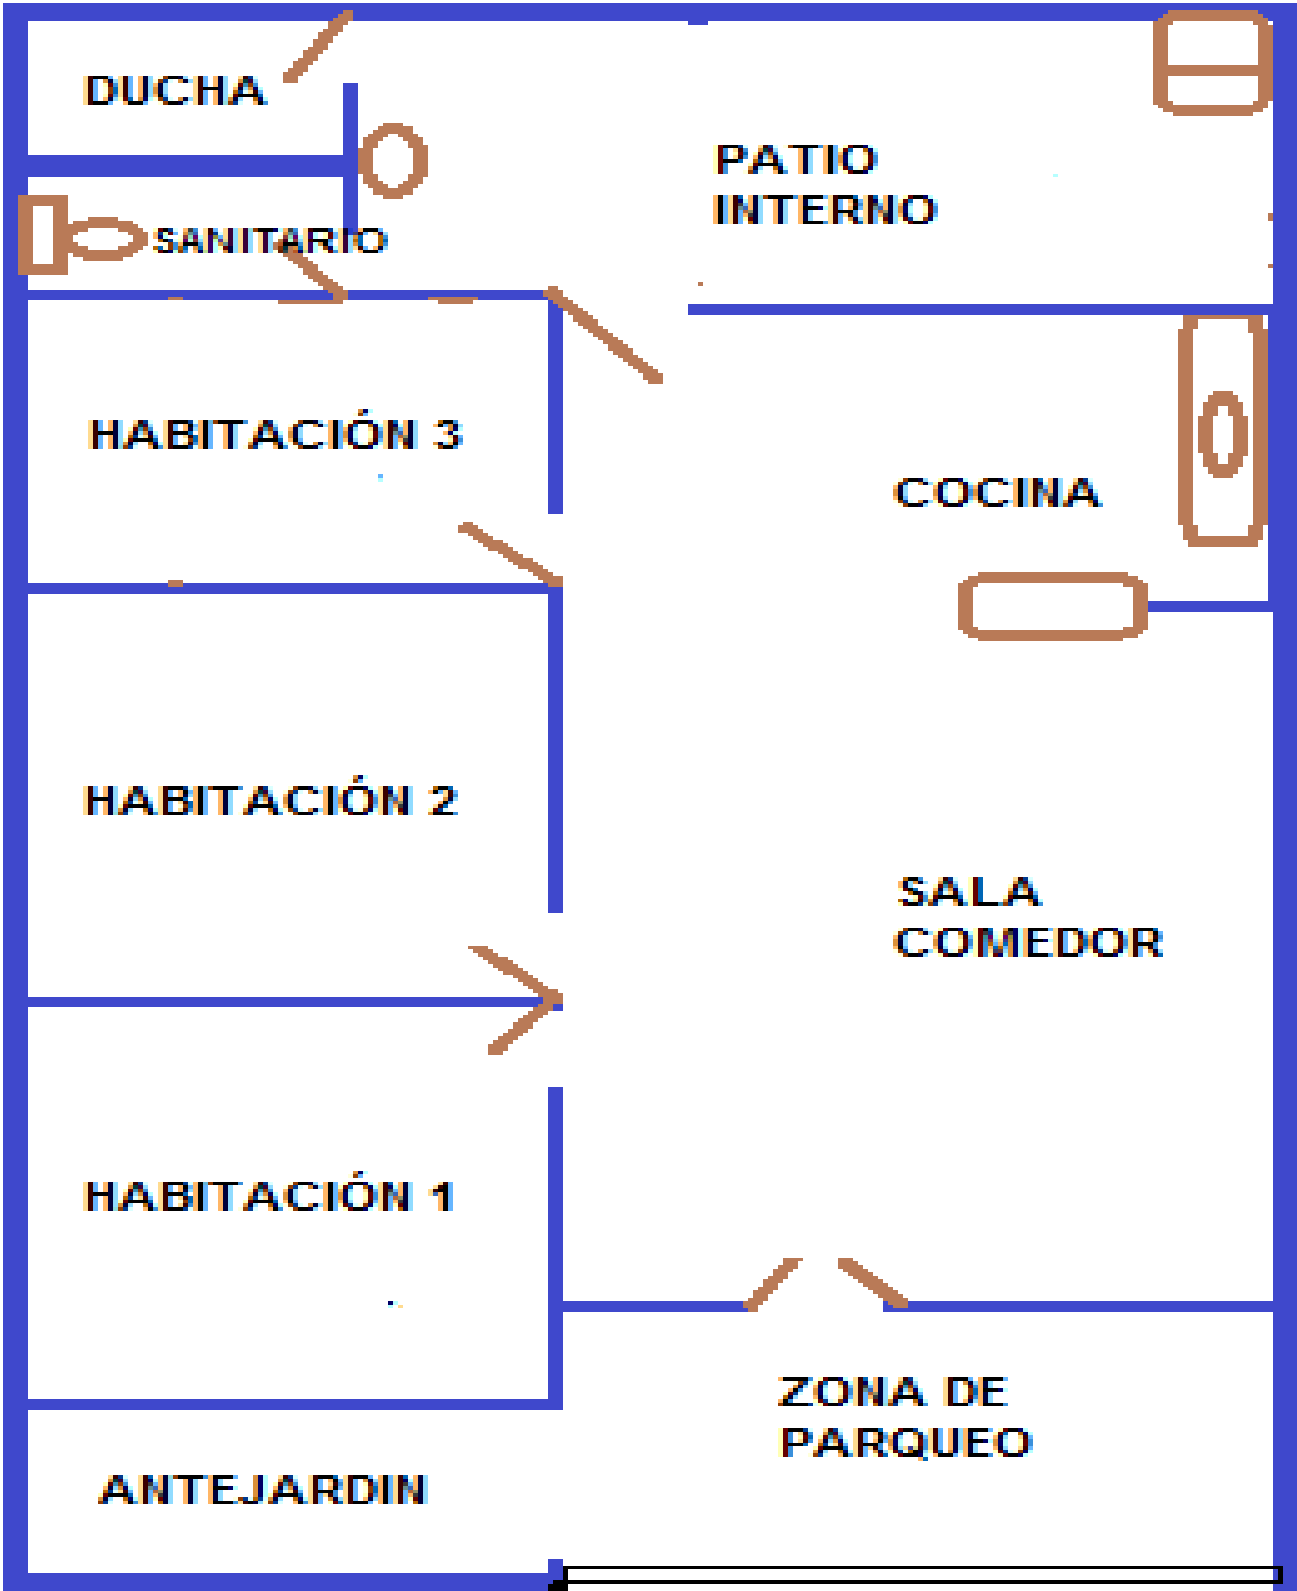 DUCHA
PATIO
INTERNO
SANITARIO
HABITACIÓN 3
COCINA
HABITACIÓN 2
SALA
COMEDOR
HABITACIÓN 1
ZONA DE
PARQUEO
ANTEJARDIN